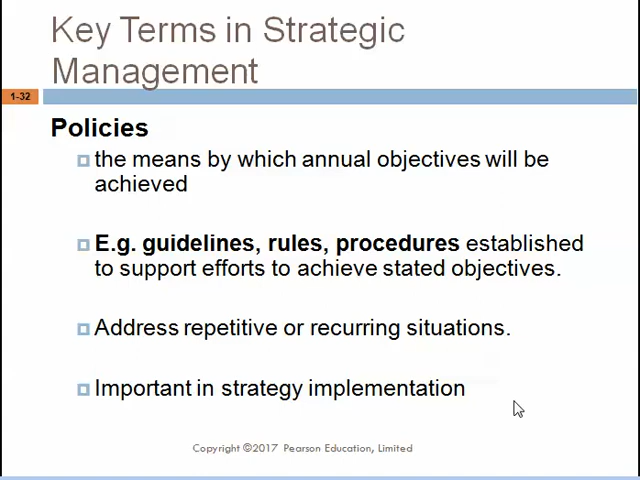 Key Terms in Strategic
Management
1-32
Policies
the means by which annual objectives will be
achieved
E.g. guidelines, rules, procedures established
to support efforts to achieve stated objectives.
Address repetitive or recurring situations.
Important in strategy implementation
Copyright ©2017 Pearson Education, Limited